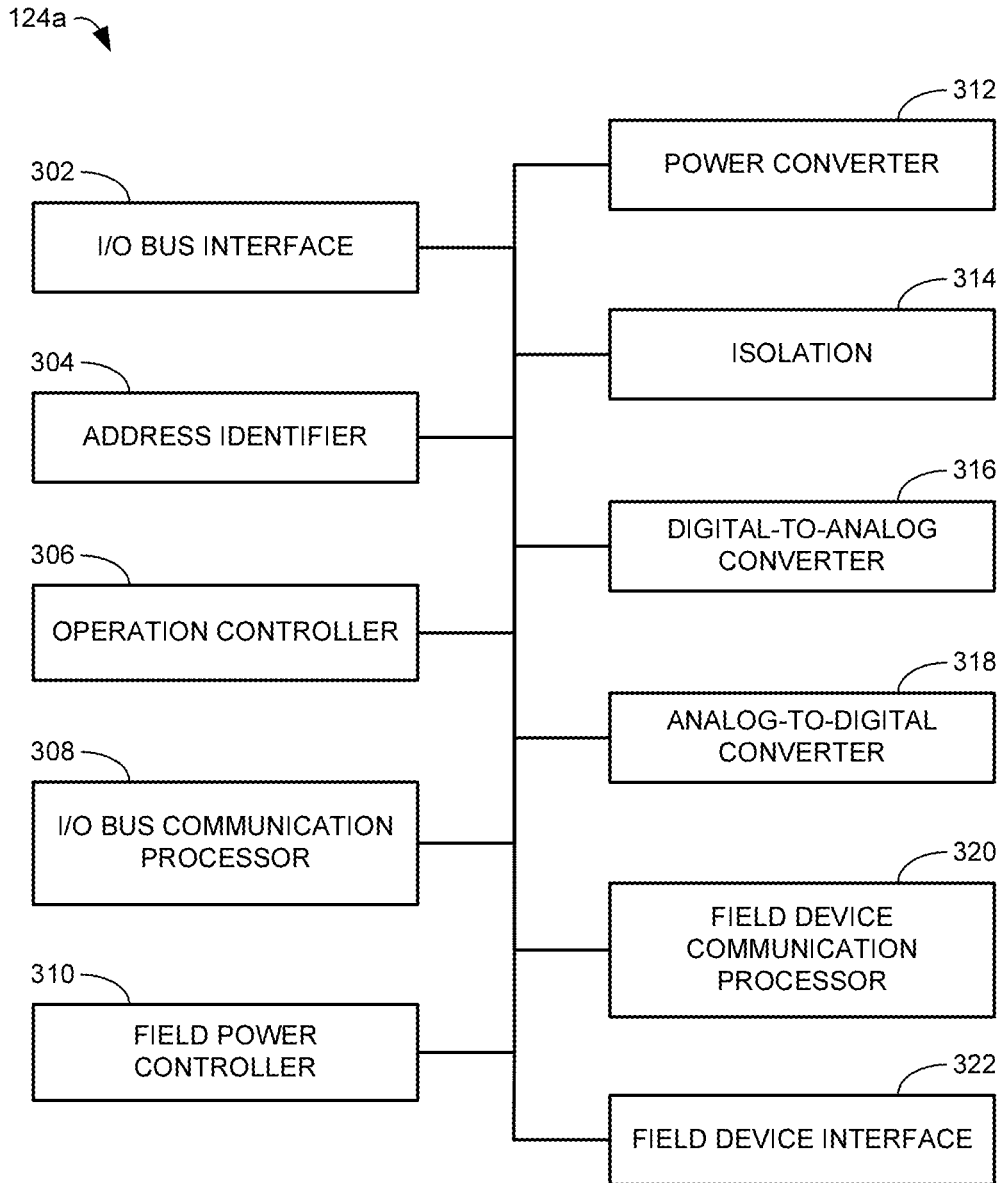 124a
302
I/O BUS INTERFACE
304
ADDRESS IDENTIFIER
306
OPERATION CONTROLLER
308
I/O BUS COMMUNICATION
PROCESSOR
310
FIELD POWER
CONTROLLER
312
POWER CONVERTER
314
ISOLATION
316
DIGITAL-TO-ANALOG
CONVERTER
318
ANALOG-TO-DIGITAL
CONVERTER
320
FIELD DEVICE
COMMUNICATION
PROCESSOR
322
FIELD DEVICE INTERFACE